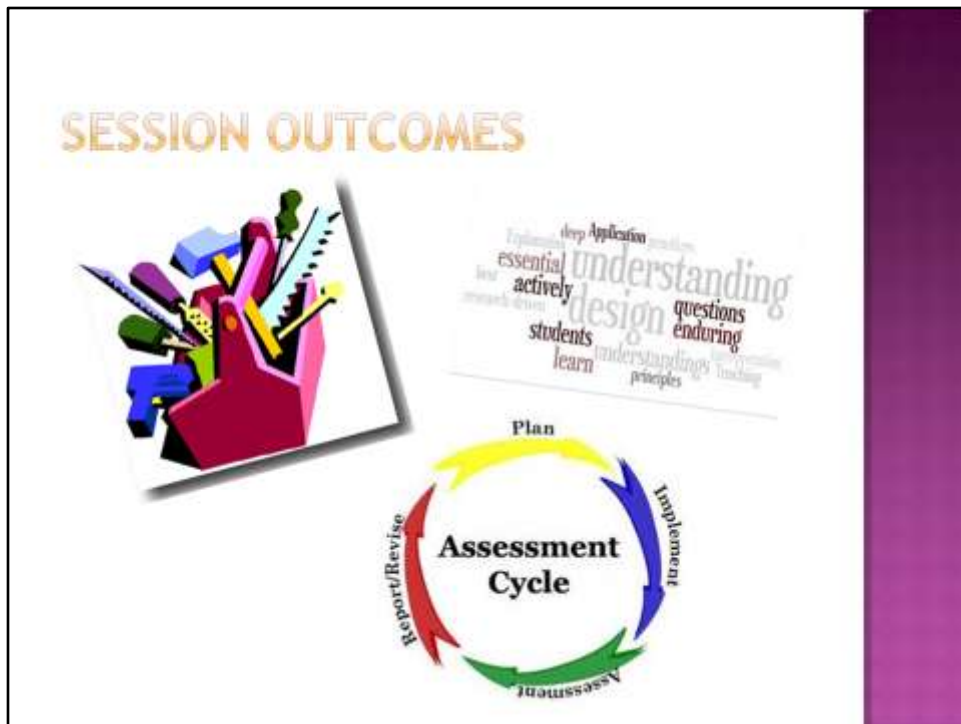 SESSION OUTCOMES
deep Application
essential understanding
actively design questions
enduring
students
learn understandings
principles Teaching
Plan
Implement
Assessment
Cycle
Report/Revise
Assessment